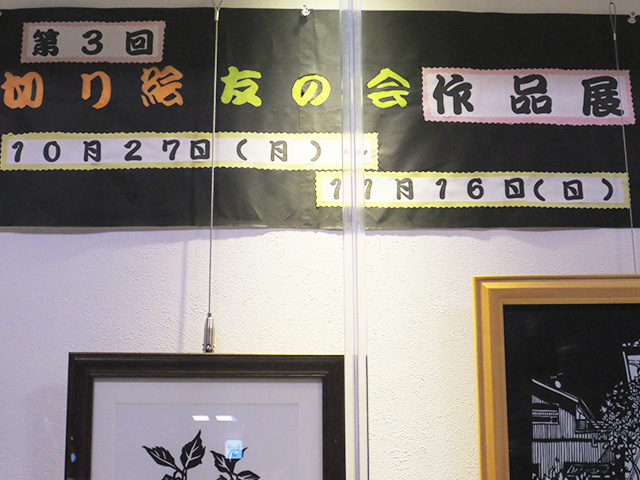 第３回
切り絵 友の会 作品展
１０月２７日(月)～
１１月１６日(日)